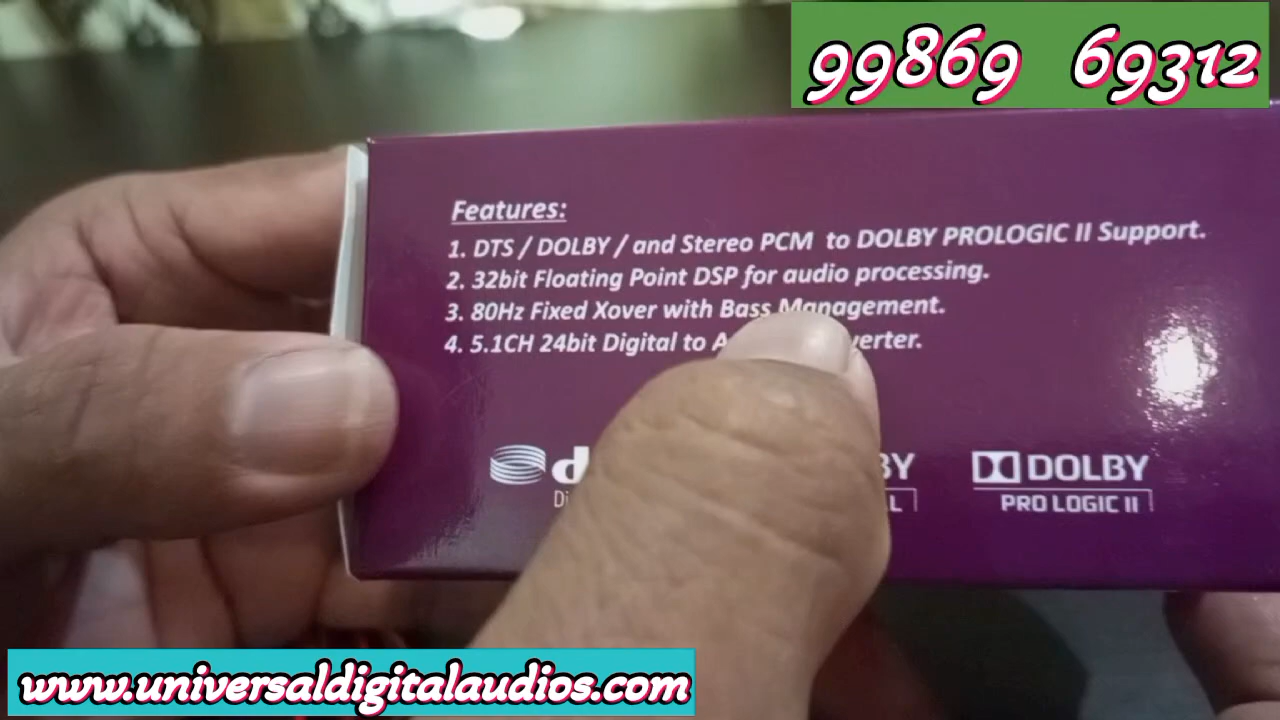 99869 69312
Features:
1. DTS / DOLBY / and Stereo PCM to DOLBY PROLOGIC II Support.
2. 32bit Floating Point DSP for audio processing.
3. 80Hz Fixed Xover with Bass Management.
4. 5.1CH 24bit Digital to
DOLBY
PRO LOGIC II
www.universaldigitalaudios.com